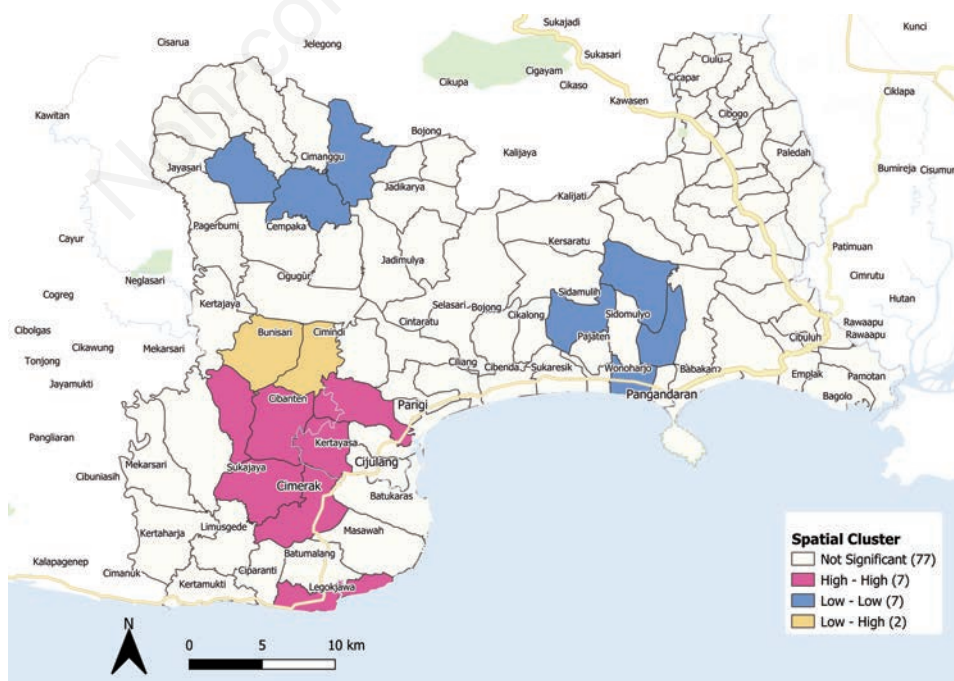 Sukajadi
Kunci
Cisarua
Jelegong
Sukasari
Ciulu
Cigayam
Cikupa
Cikaso
Cicapar
Ciklapa
Kawasen
Kawitan
Cibogo
Bojong
Cimanggu
Kalijaya
Paledah
Jayasari
Bumireja
Cisumur
Jadikarya
Kalijati
Pagerbumi
Cempaka
Cayur
Kersaratu
Patimuan
Jadimulya
Cigugur
Cimrutu
Neglasari
Cogreg
Kertajaya
Selasari
Bojong
Sidamulih
Hutan
Cibolgas
Bunisari
Cimindi
Cintaratu
Cikalong
Sidomulyo
Rawaapu
Rawaapu
Tonjong
Cikawung
Mekarsari
Pajaten
Cibuluh
Jayamukti
Ciliang
Cibenda
Sukaresik
Wonoharjo
Babakan
Emplak
Pamotan
Cibanten
Parigi
Pangandaran
Bagolo
Pangliaran
Kertayasa
Mekarsari
Sukajaya
Cijulang
Cibuniasih
Cimerak
Batukaras
Kertaharja
Limusgede
Masawah
Kalapagenep
Batumalang
Cimanuk
Ciparanti
Kertamukti
Legokjawa
Spatial Cluster
Not Significant (77)
High - High (7)
Low - Low (7)
Low - High (2)
N
0 5 10 km